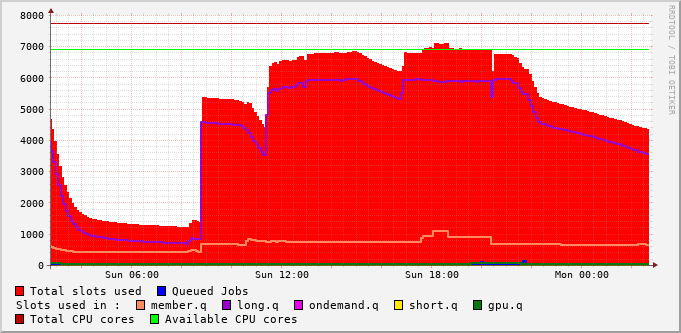 8000
7000
6000
5000
4000
3000
2000
1000
0
Sun 06:00 Sun 12:00 Sun 18:00 Mon 00:00
RRDTOOL / TOBI OETIKER
Total slots used Queued Jobs
Slots used in : member.q long.q ondemand.q short.q gpu.q
Total CPU cores Available CPU cores